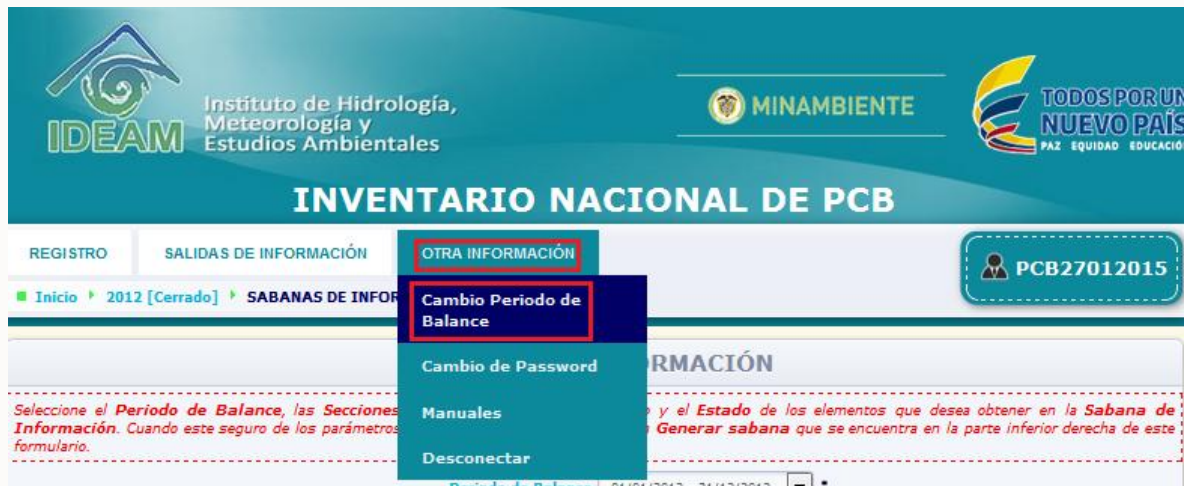 IDEAM
Instituto de Hidrología,
Meteorología y
Estudios Ambientales
MINAMBIENTE
TODOS POR UN
NUEVO PAÍS
PAZ EQUIDAD EDUCACIÓN
INVENTARIO NACIONAL DE PCB
REGISTRO SALIDAS DE INFORMACIÓN OTRA INFORMACIÓN
PCB27012015
Inicio 2012 [Cerrado] SABANAS DE INFOR
Cambio Periodo de
Balance
Cambio de Password
Manuales
Desconectar
RMACIÓN
Seleccione el Periodo de Balance, las Secciones y el Estado de los elementos que desea obtener en la Sabana de
Información. Cuando este seguro de los parámetros Generar sabana que se encuentra en la parte inferior derecha de este
formulario.
Periodo de Balance